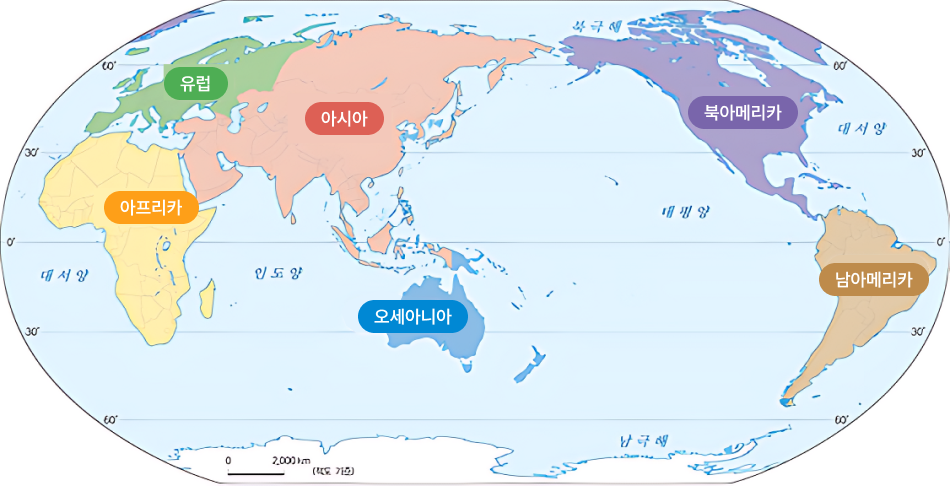 북극해
60°
60°
유럽
아시아
북아메리카
대서양
30°
30°
아프리카
태평양
0°
0°
대서양
인도양
남아메리카
오세아니아
30°
30°
60°
60°
남극해
0 2,000 km
(적도 기준)